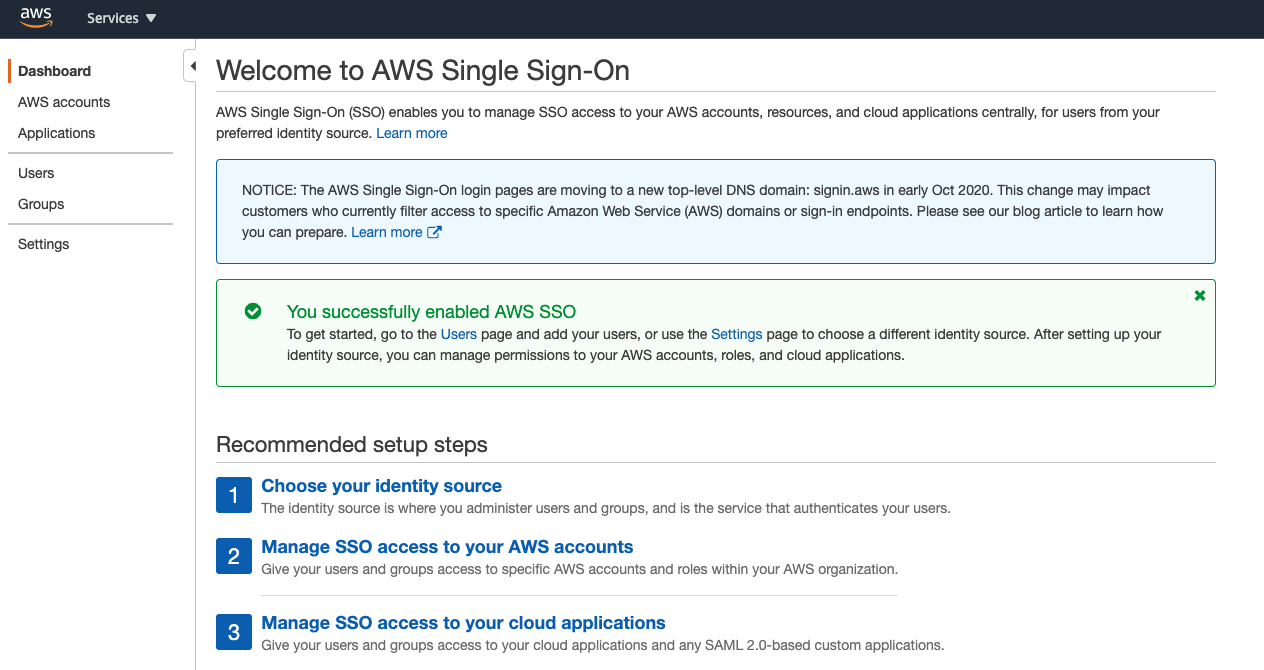 aws
Services
Dashboard
AWS accounts
Applications
Users
Groups
Settings
Welcome to AWS Single Sign-On
AWS Single Sign-On (SSO) enables you to manage SSO access to your AWS accounts, resources, and cloud applications centrally, for users from your
preferred identity source. Learn more
NOTICE: The AWS Single Sign-On login pages are moving to a new top-level DNS domain: signin.aws in early Oct 2020. This change may impact
customers who currently filter access to specific Amazon Web Service (AWS) domains or sign-in endpoints. Please see our blog article to learn how
you can prepare. Learn more
You successfully enabled AWS SSO
To get started, go to the Users page and add your users, or use the Settings page to choose a different identity source. After setting up your
identity source, you can manage permissions to your AWS accounts, roles, and cloud applications.
Recommended setup steps
1 Choose your identity source
The identity source is where you administer users and groups, and is the service that authenticates your users.
2 Manage SSO access to your AWS accounts
Give your users and groups access to specific AWS accounts and roles within your AWS organization.
3 Manage SSO access to your cloud applications
Give your users and groups access to your cloud applications and any SAML 2.0-based custom applications.